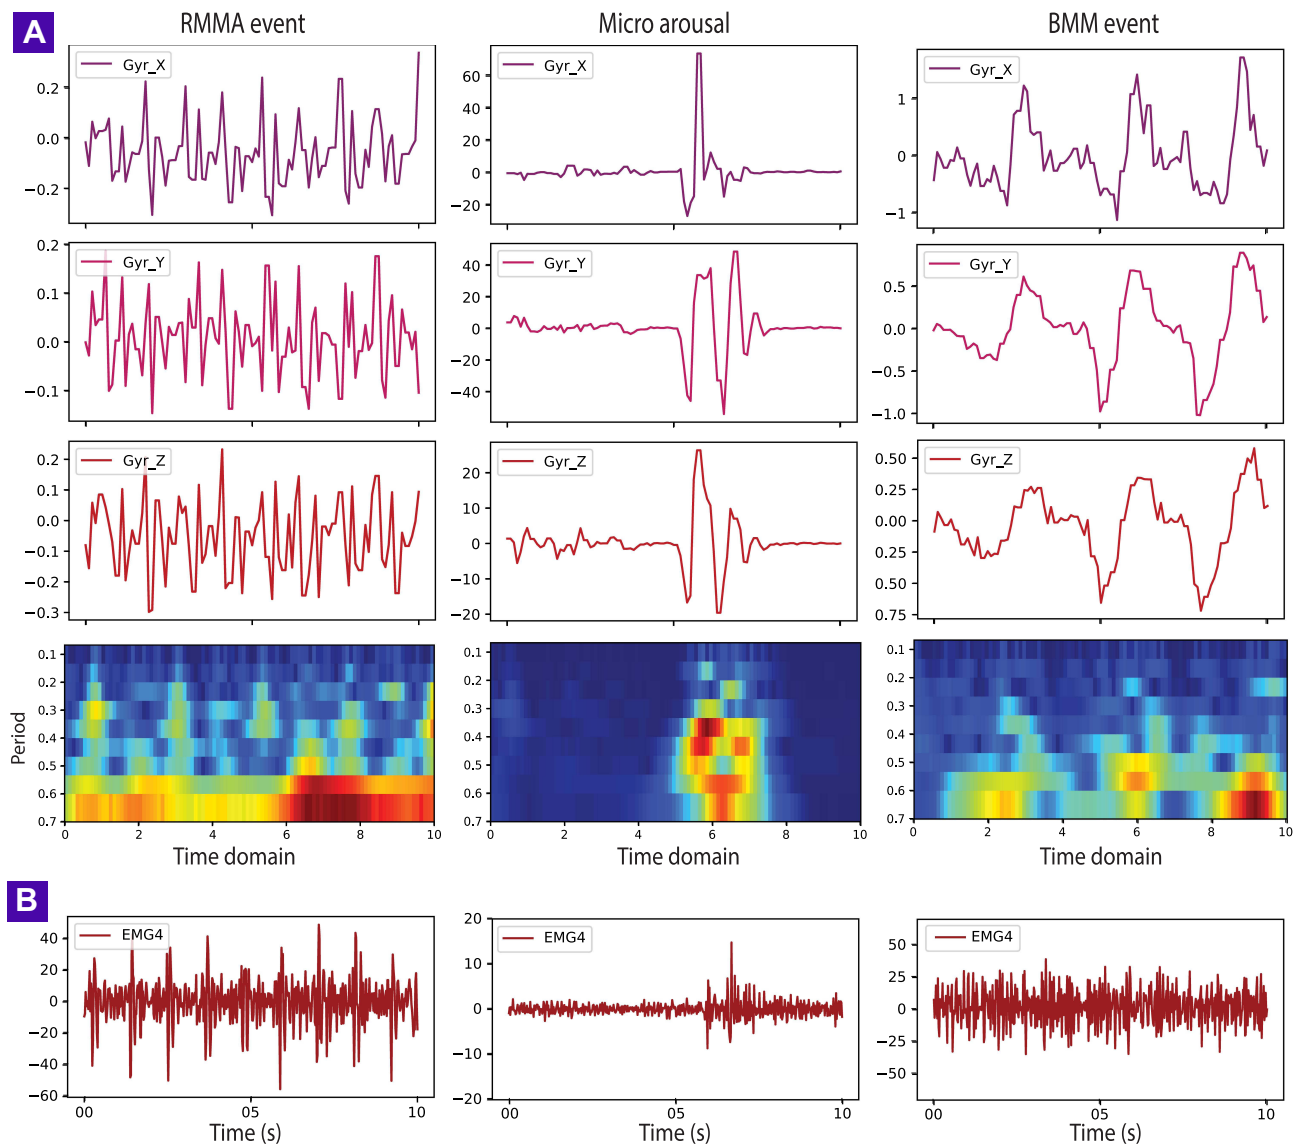 A
RMMA event
Micro arousal
BMM event
Gyr_X
0.2
0.0
−0.2
Gyr_X
60
40
20
0
−20
Gyr_X
1
0
−1
Gyr_Y
0.2
0.1
0.0
−0.1
Gyr_Y
40
20
0
−20
−40
Gyr_Y
0.5
0.0
−0.5
−1.0
Gyr_Z
0.2
0.1
0.0
−0.1
−0.2
−0.3
Gyr_Z
20
10
0
−10
−20
Gyr_Z
0.50
0.25
0.00
0.25
0.50
0.75
Period
0.1
0.2
0.3
0.4
0.5
0.6
0.7
0 2 4 6 8 10
Time domain
0.1
0.2
0.3
0.4
0.5
0.6
0.7
0 2 4 6 8 10
Time domain
0.1
0.2
0.3
0.4
0.5
0.6
0.7
0 2 4 6 8 10
Time domain
B
EMG4
40
20
0
−20
−40
−60
00 05 10
Time (s)
EMG4
20
10
0
−10
−20
00 05 10
Time (s)
EMG4
50
25
0
−25
−50
00 05 10
Time (s)